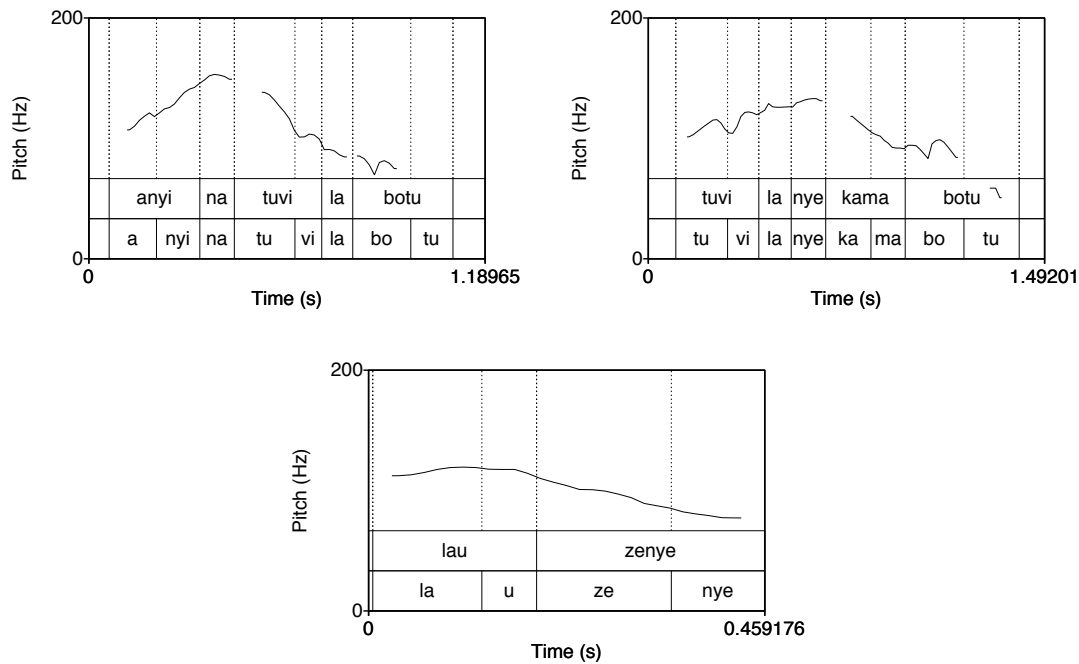 200
Pitch (Hz)
anyi na tuvi la botu
a nyi na tu vi la bo tu
0
0 1.18965
Time (s)
200
Pitch (Hz)
tuvi la nye kama botu
tu vi la nye ka ma bo tu
0
0 1.49201
Time (s)
200
Pitch (Hz)
lau zenye
la u ze nye
0
0 0.459176
Time (s)